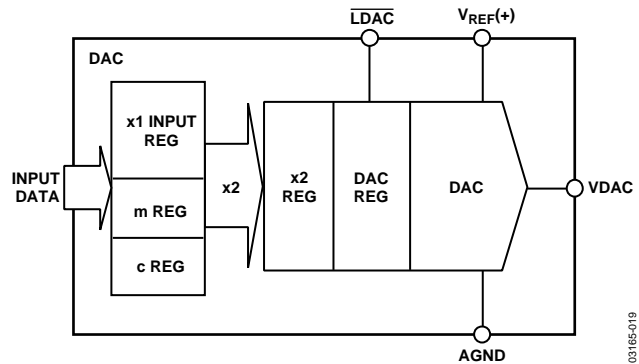 LDAC
VREF(+)
DAC
x1 INPUT
REG
INPUT
DATA
m REG
c REG
x2
x2
REG
DAC
REG
DAC
VDAC
AGND
03165-019